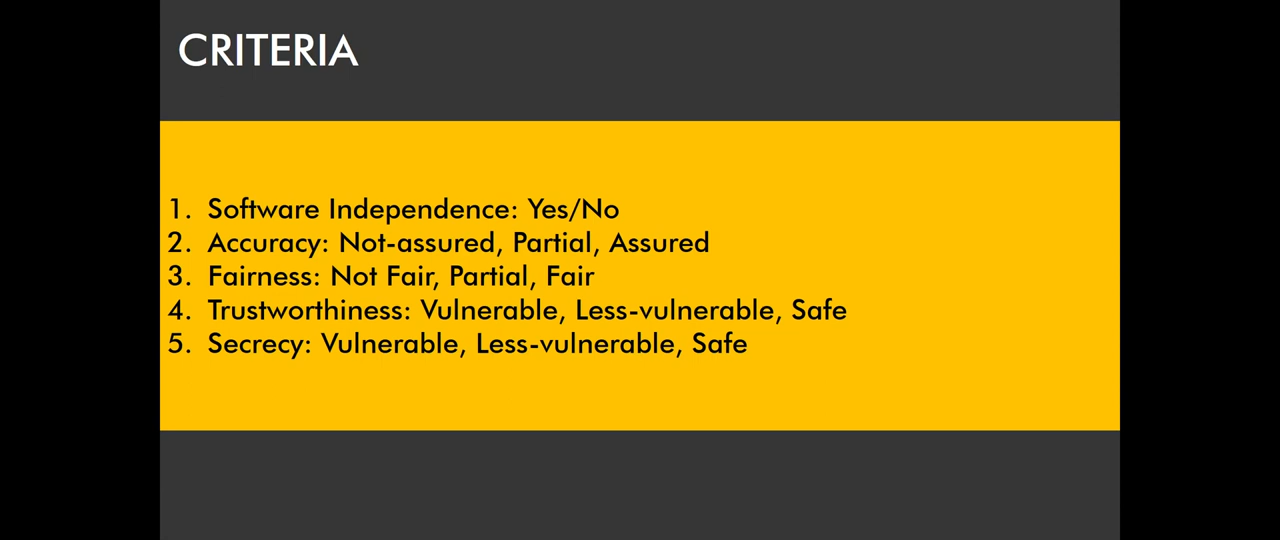 CRITERIA
1. Software Independence: Yes/No
2. Accuracy: Not-assured, Partial, Assured
3. Fairness: Not Fair, Partial, Fair
4. Trustworthiness: Vulnerable, Less-vulnerable, Safe
5. Secrecy: Vulnerable, Less-vulnerable, Safe